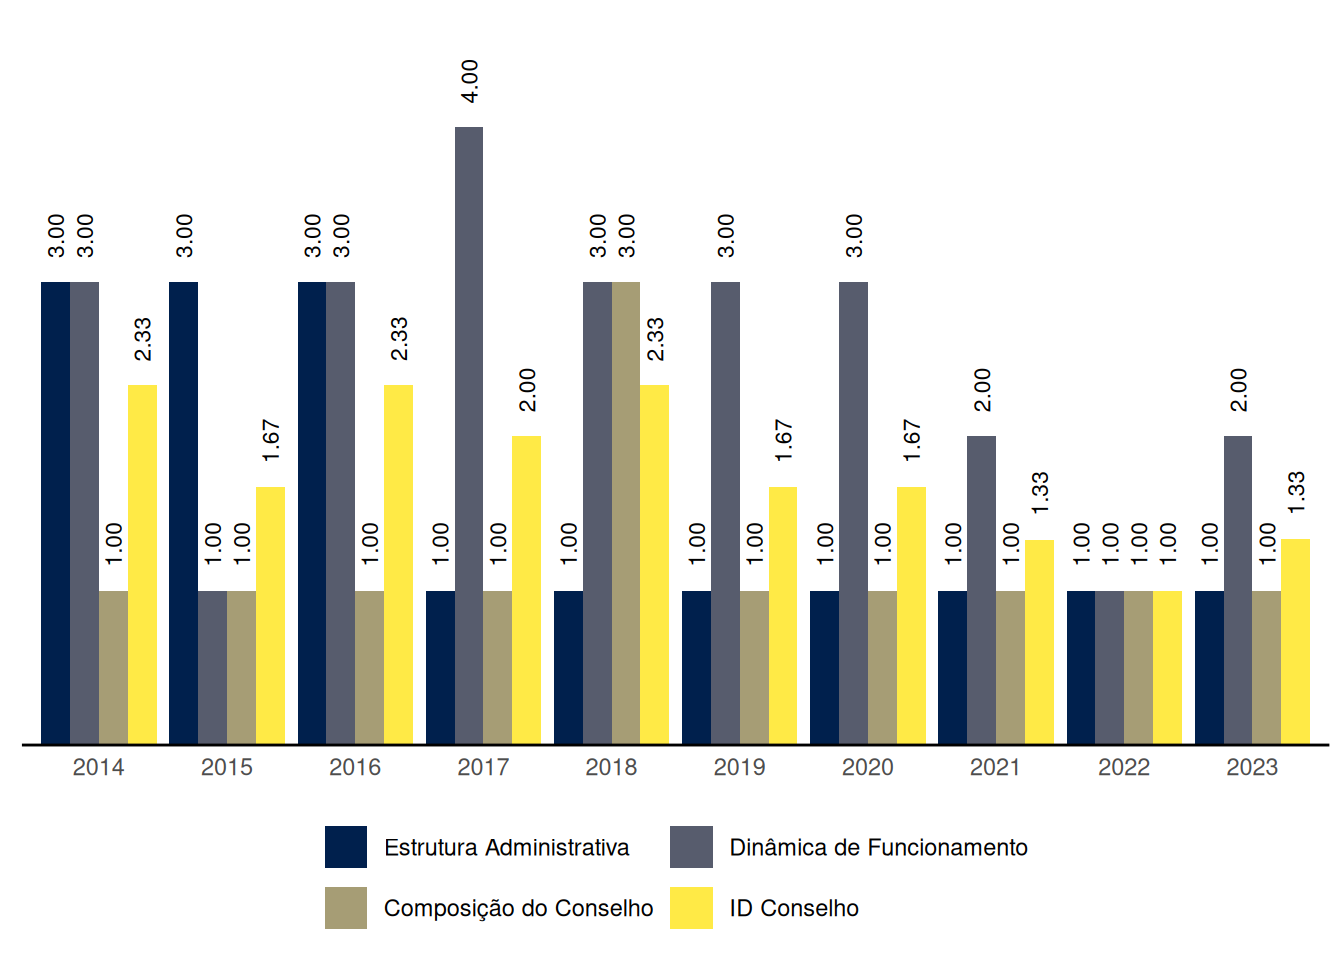 4.00
3.00 3.00 3.00 3.00 3.00 3.00 3.00 3.00 3.00
2.33 2.33 2.33
2.00 2.00 2.00
1.67 1.67 1.67
1.33 1.33
1.00 1.00 1.00 1.00 1.00 1.00 1.00 1.00 1.00 1.00 1.00 1.00 1.00 1.00 1.00 1.00 1.00 1.00 1.00 1.00
2014 2015 2016 2017 2018 2019 2020 2021 2022 2023
Estrutura Administrativa Dinâmica de Funcionamento
Composição do Conselho ID Conselho